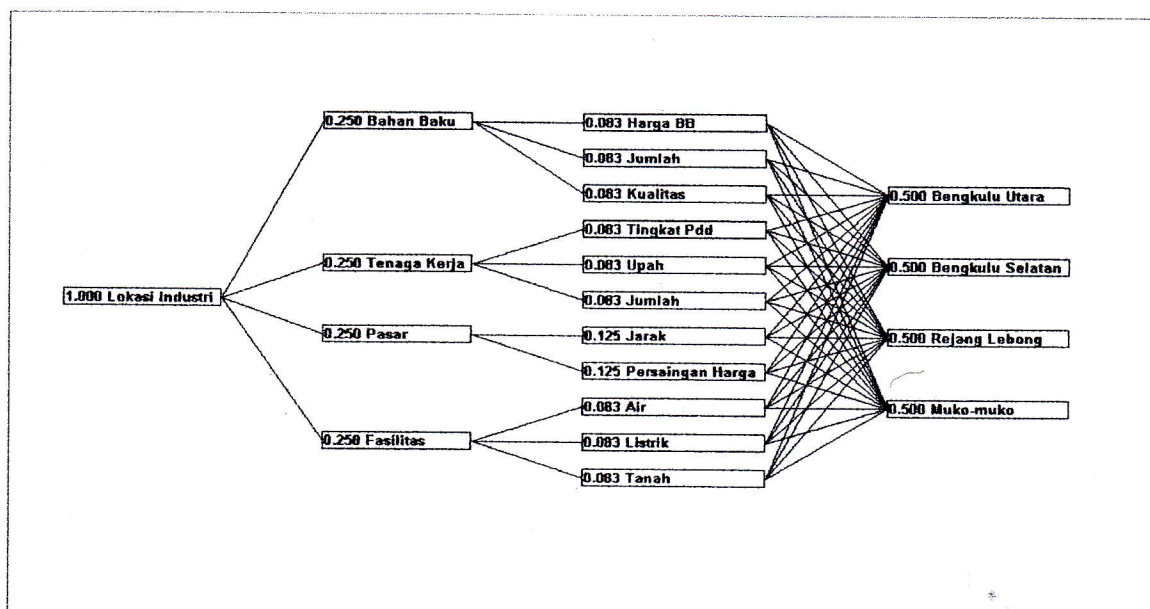 1.000 Lokasi Industri
0.250 Bahan Baku
0.250 Tenaga Kerja
0.250 Pasar
0.250 Fasilitas
0.083 Harga BB
0.083 Jumlah
0.083 Kualitas
0.083 Tingkat Pdd
0.083 Upah
0.083 Jumlah
0.125 Jarak
0.125 Persaingan Harga
0.083 Air
0.083 Listrik
0.083 Tanah
0.500 Bengkulu Utara
0.500 Bengkulu Selatan
0.500 Rejang Lebong
0.500 Muko-muko